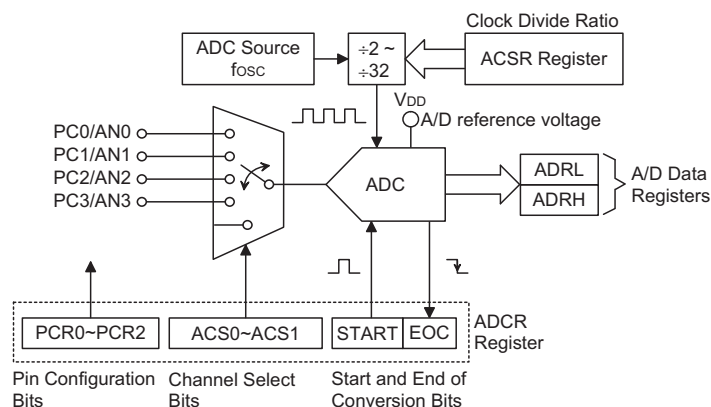 Clock Divide Ratio
ADC Source
fOSC
÷2 ~
÷32
ACSR Register
VDD
A/D reference voltage
PC0/AN0
PC1/AN1
PC2/AN2
PC3/AN3
ADC
ADRL
ADRH
A/D Data
Registers
PCR0~PCR2
ACS0~ACS1
START
EOC
ADCR
Register
Pin Configuration
Bits
Channel Select
Bits
Start and End of
Conversion Bits